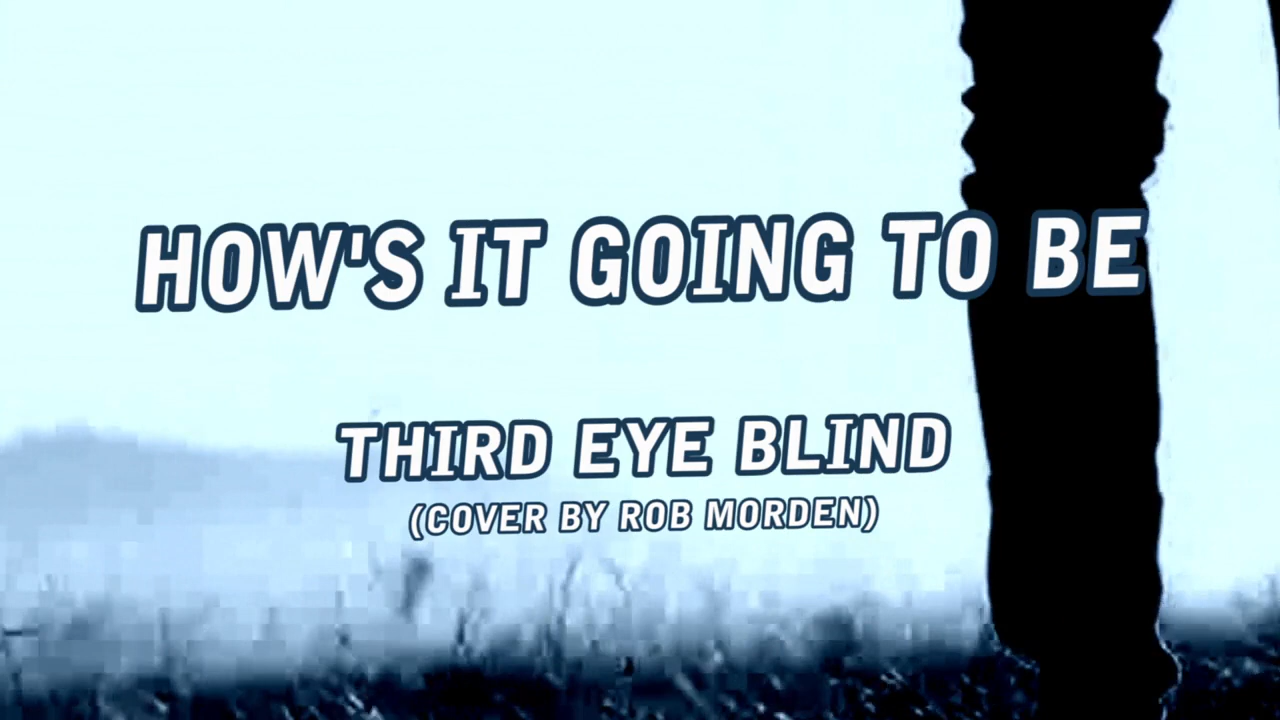 HOW'S IT GOING TO BE
THIRD EYE BLIND
(COVER BY ROB MORDEN)